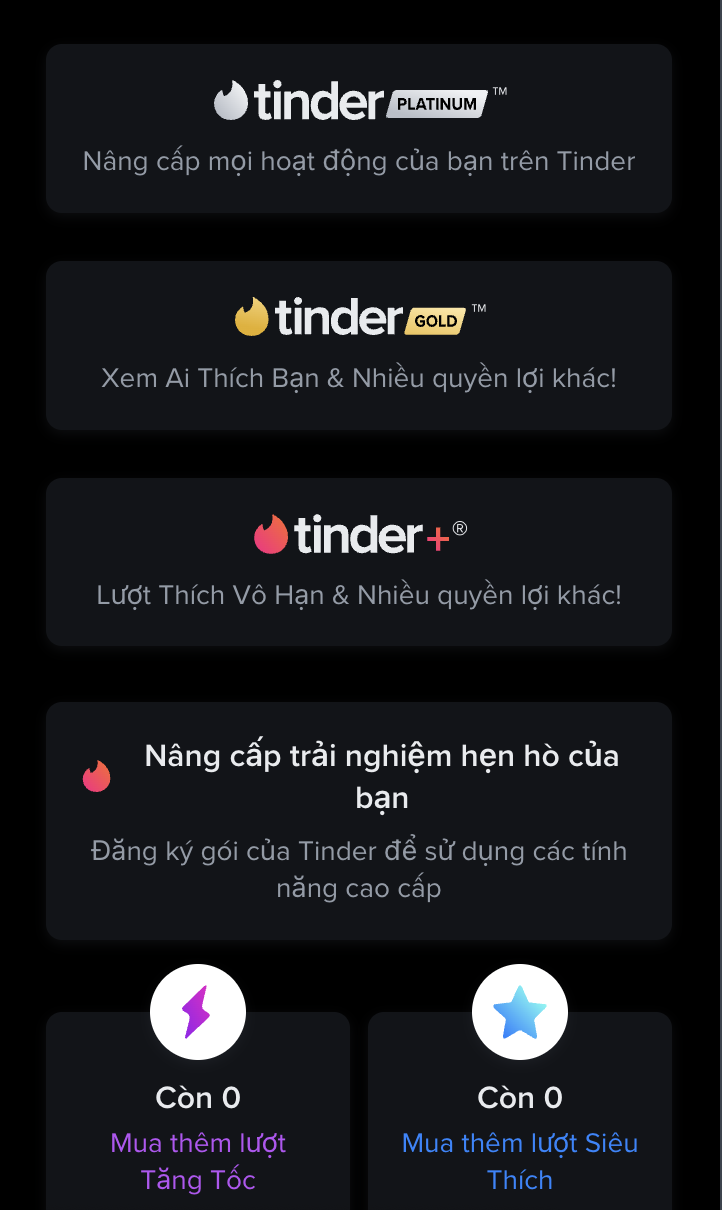 tinder PLATINUM ™
Nâng cấp mọi hoạt động của bạn trên Tinder
tinder GOLD ™
Xem Ai Thích Bạn & Nhiều quyền lợi khác!
tinder+®
Lượt Thích Vô Hạn & Nhiều quyền lợi khác!
Nâng cấp trải nghiệm hẹn hò của
bạn
Đăng ký gói của Tinder để sử dụng các tính
năng cao cấp
Còn 0
Mua thêm lượt
Tăng Tốc
Còn 0
Mua thêm lượt Siêu
Thích